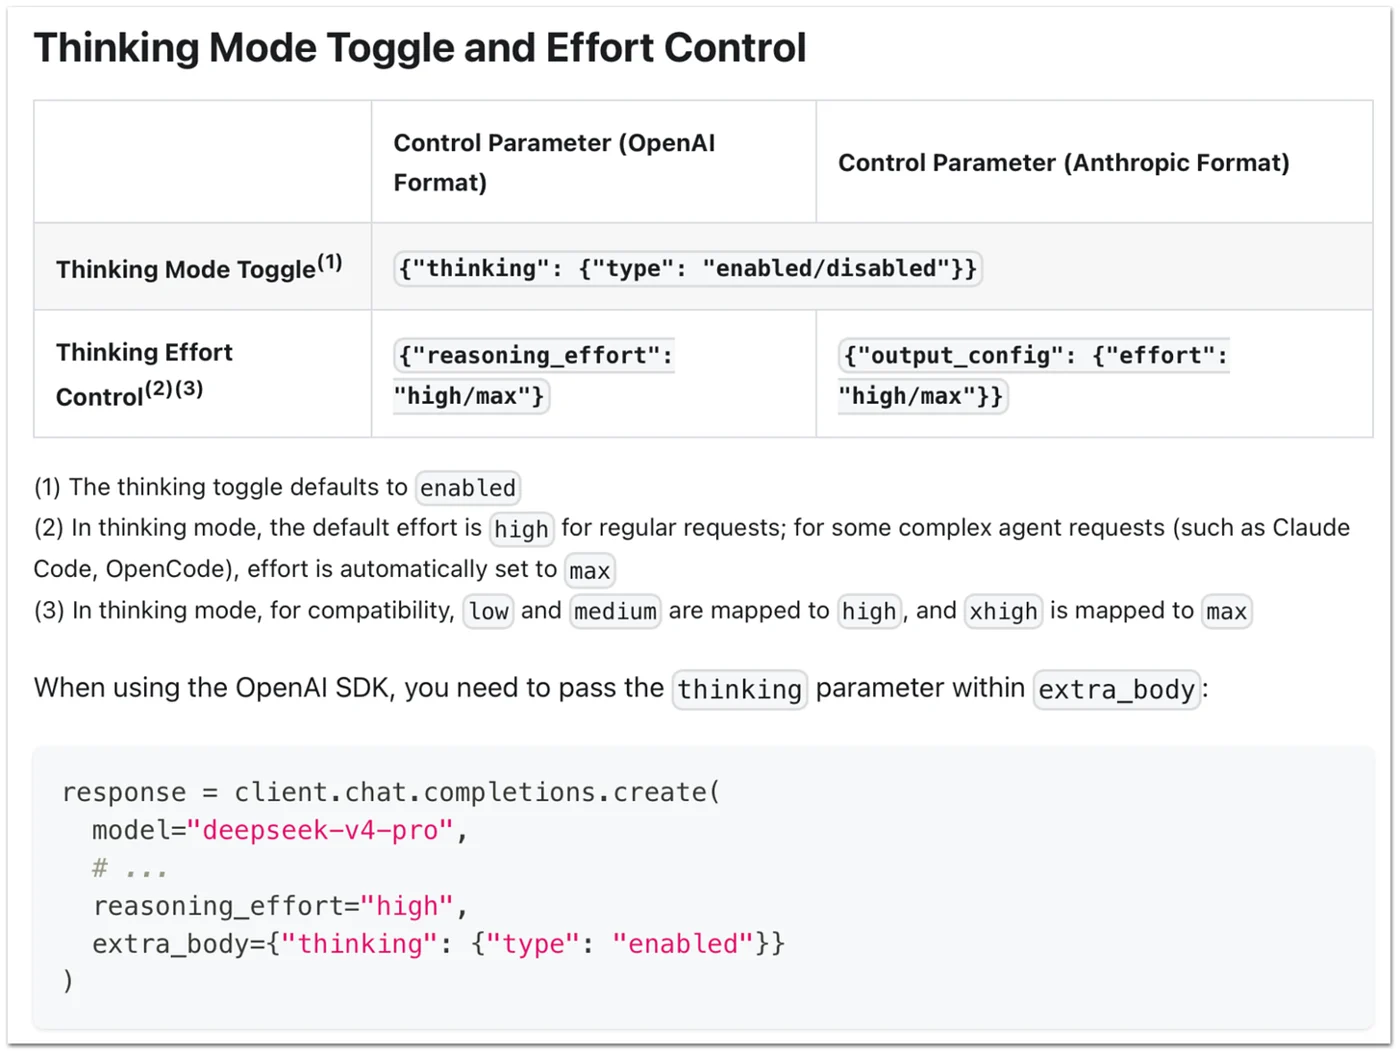 Thinking Mode Toggle and Effort Control
Control Parameter (OpenAI
Format)
Control Parameter (Anthropic Format)
Thinking Mode Toggle(1)
{"thinking": {"type": "enabled/disabled"}}
Thinking Effort
Control(2)(3)
{"reasoning_effort":
"high/max"}
{"output_config": {"effort":
"high/max"}}
(1) The thinking toggle defaults to enabled
(2) In thinking mode, the default effort is high for regular requests; for some complex agent requests (such as Claude
Code, OpenCode), effort is automatically set to max
(3) In thinking mode, for compatibility, low and medium are mapped to high, and xhigh is mapped to max
When using the OpenAI SDK, you need to pass the thinking parameter within extra_body:
response = client.chat.completions.create(
  model="deepseek-v4-pro",
  # ...
  reasoning_effort="high",
  extra_body={"thinking": {"type": "enabled"}}
)